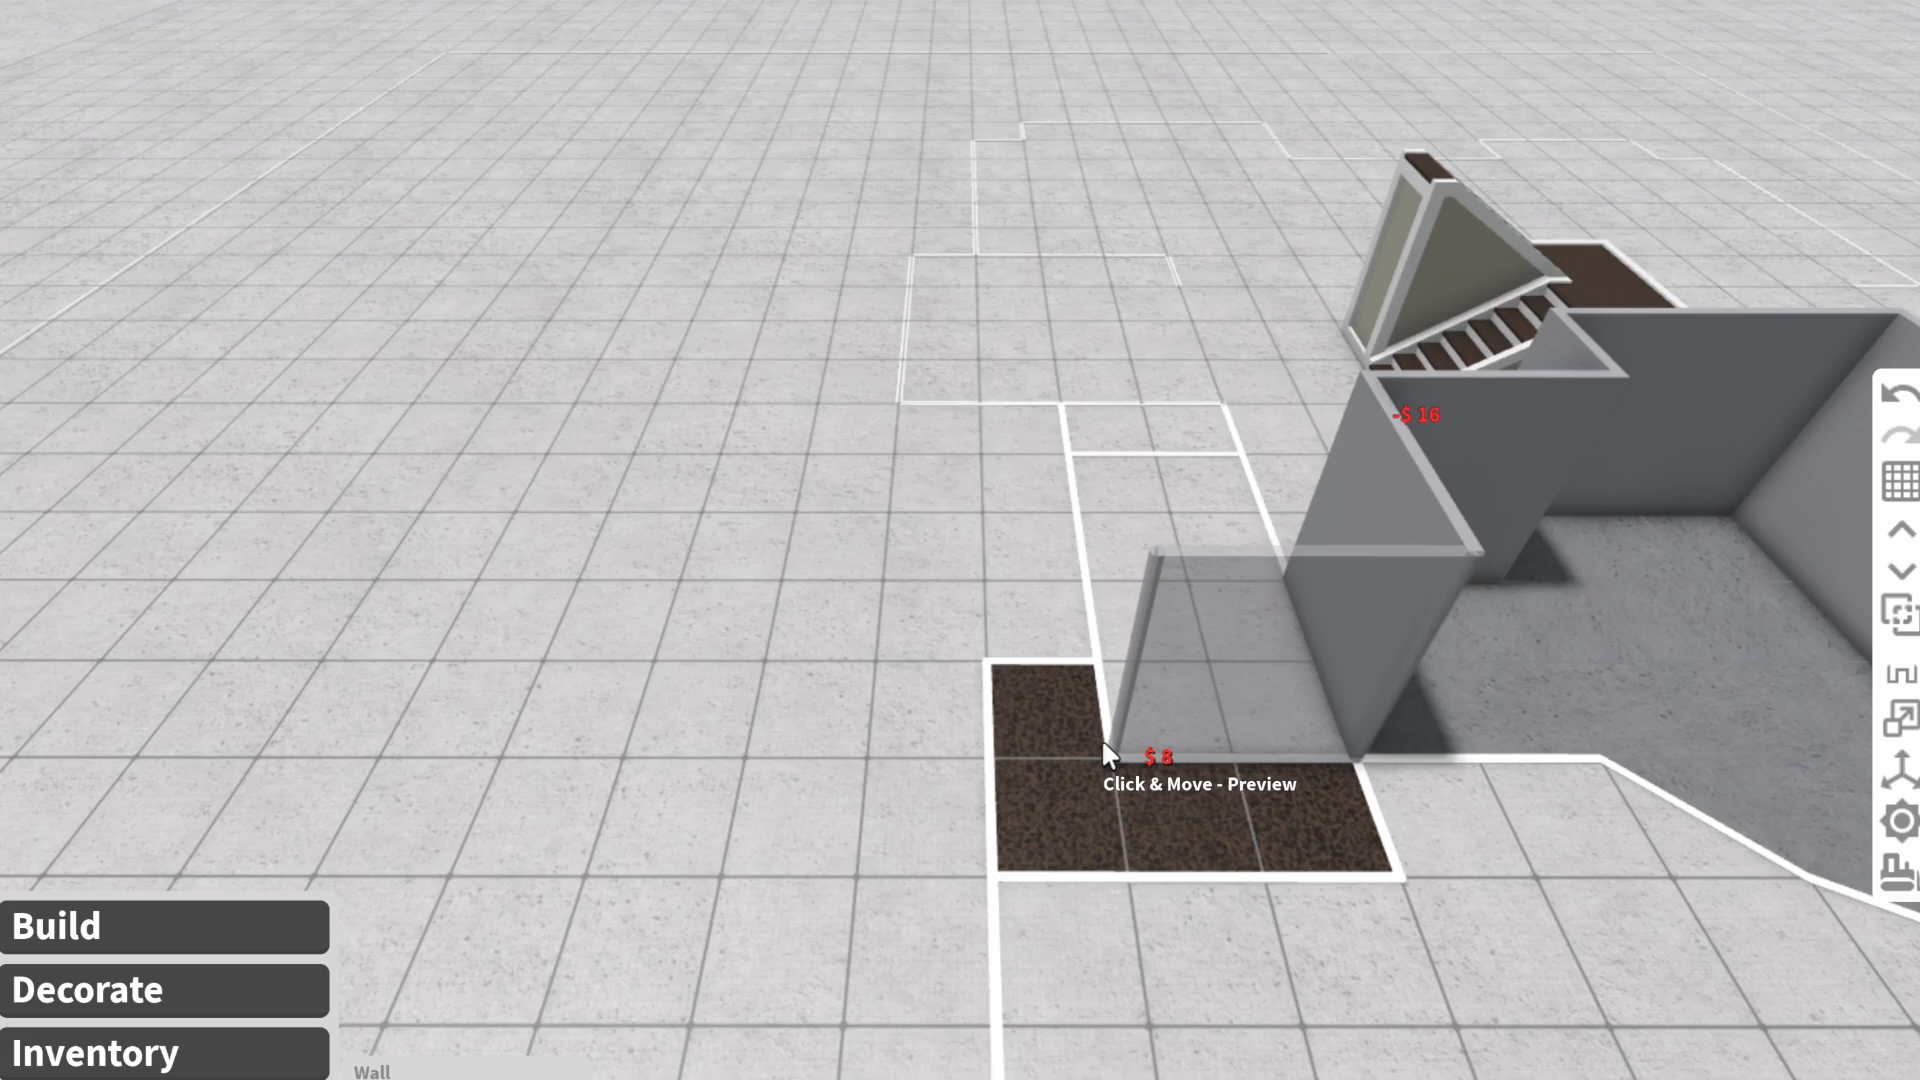 -$ 16
$ 8
Click & Move - Preview
Build
Decorate
Inventory
Wall